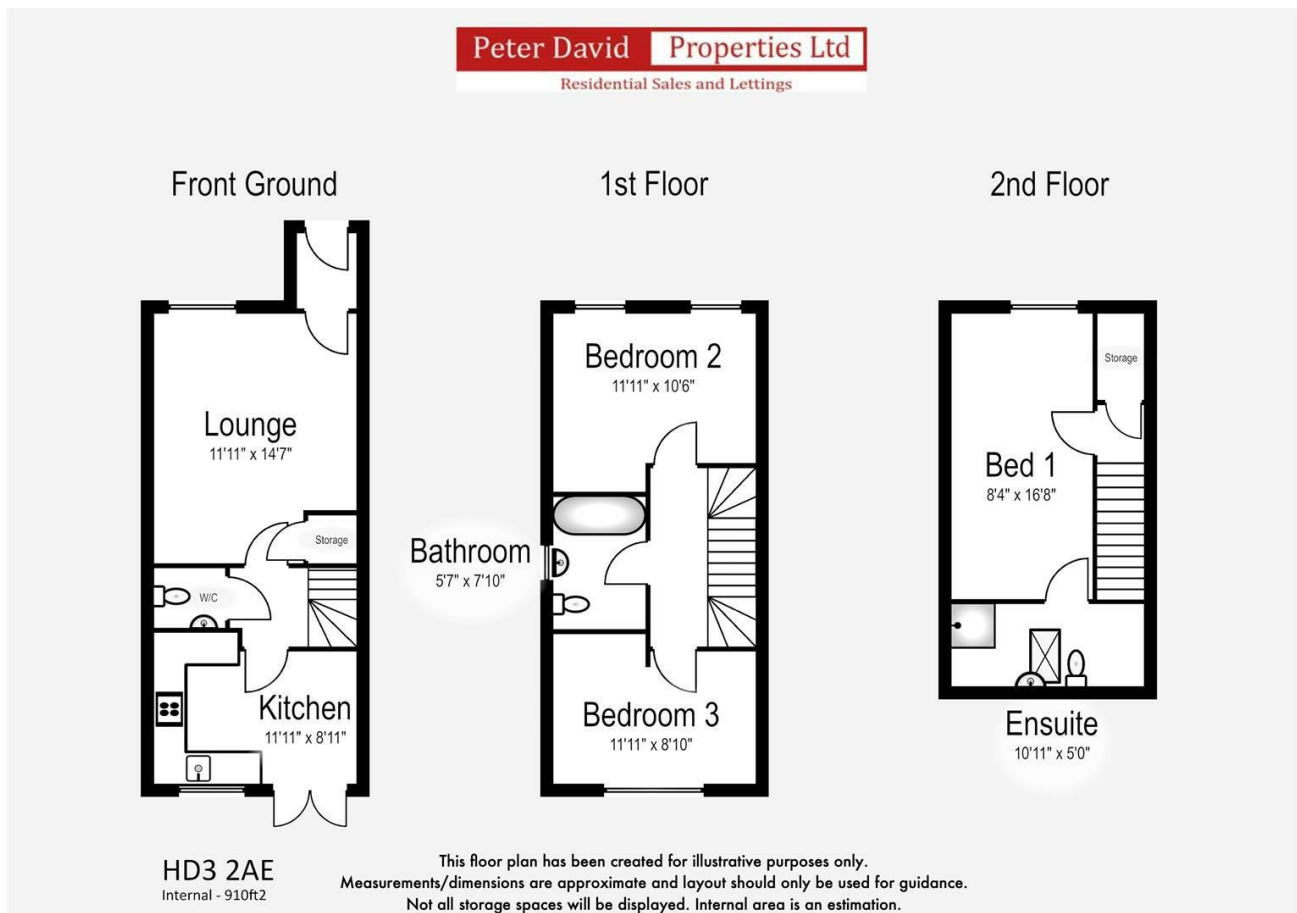 Peter David Properties Ltd
Residential Sales and Lettings
Front Ground
1st Floor
2nd Floor
Lounge
11'11" x 14'7"
Storage
W/C
Kitchen
11'11" x 8'11"
Bedroom 2
11'11" x 10'6"
Bathroom
5'7" x 7'10"
Bedroom 3
11'11" x 8'10"
Storage
Bed 1
8'4" x 16'8"
Ensuite
10'11" x 5'0"
HD3 2AE
Internal - 910ft2
This floor plan has been created for illustrative purposes only.
Measurements/dimensions are approximate and layout should only be used for guidance.
Not all storage spaces will be displayed. Internal area is an estimation.